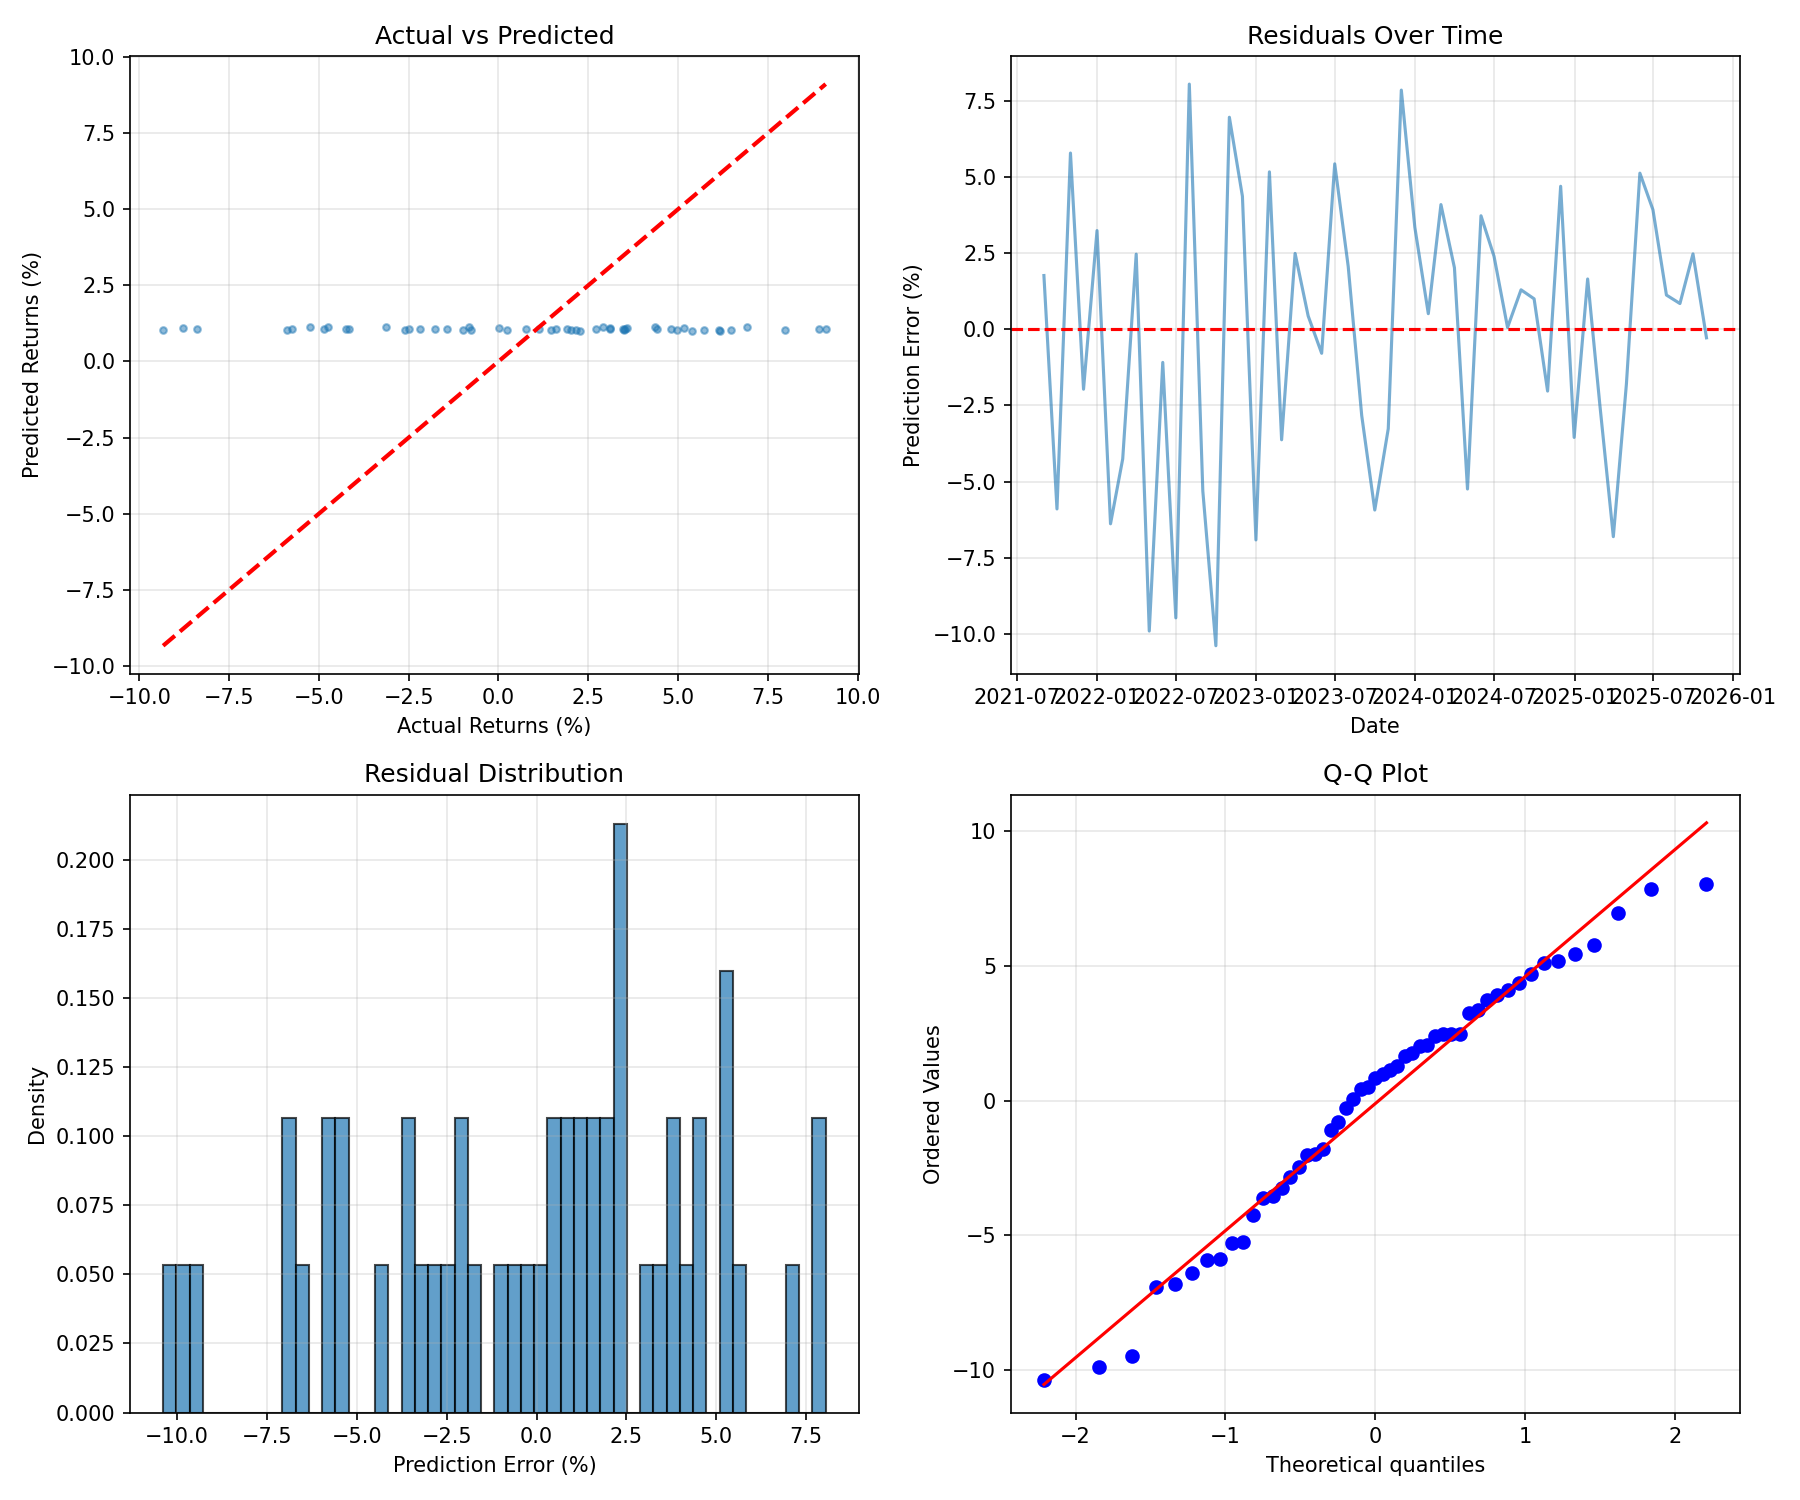 Actual vs Predicted
10.0
7.5
5.0
2.5
0.0
−2.5
−5.0
−7.5
−10.0
Predicted Returns (%)
−10.0 −7.5 −5.0 −2.5 0.0 2.5 5.0 7.5 10.0
Actual Returns (%)
Residuals Over Time
7.5
5.0
2.5
0.0
−2.5
−5.0
−7.5
−10.0
Prediction Error (%)
2021-07 2022-01 2022-07 2023-01 2023-07 2024-01 2024-07 2025-01 2025-07 2026-01
Date
Residual Distribution
0.200
0.175
0.150
0.125
0.100
0.075
0.050
0.025
0.000
Density
−10.0 −7.5 −5.0 −2.5 0.0 2.5 5.0 7.5
Prediction Error (%)
Q-Q Plot
10
5
0
−5
−10
Ordered Values
−2 −1 0 1 2
Theoretical quantiles